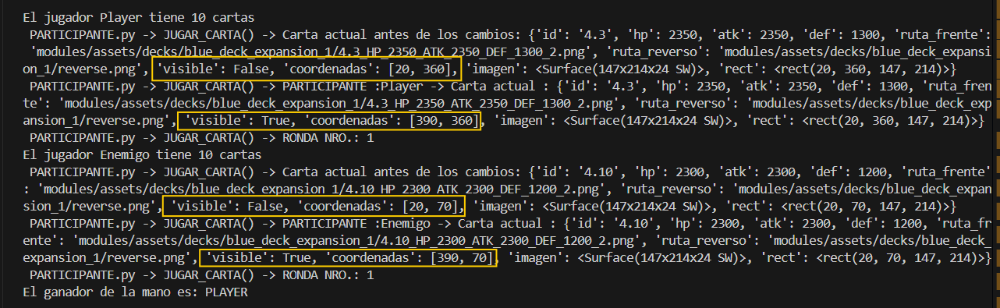 El jugador Player tiene 10 cartas
PARTICIPANTE.py -> JUGAR_CARTA() -> Carta actual antes de los cambios: {'id': '4.3', 'hp': 2350, 'atk': 2350, 'def': 1300, 'ruta_frente':
'modules/assets/decks/blue_deck_expansion_1/4.3_HP_2350_ATK_2350_DEF_1300_2.png', 'ruta_reverso': 'modules/assets/decks/blue_deck_expansi
on_1/reverse.png', 'visible': False, 'coordenadas': [20, 360], 'imagen': <Surface(147x214x24 SW)>, 'rect': <rect(20, 360, 147, 214)>}
PARTICIPANTE.py -> JUGAR_CARTA() -> PARTICIPANTE :Player -> Carta actual : {'id': '4.3', 'hp': 2350, 'atk': 2350, 'def': 1300, 'ruta_fren
te': 'modules/assets/decks/blue_deck_expansion_1/4.3_HP_2350_ATK_2350_DEF_1300_2.png', 'ruta_reverso': 'modules/assets/decks/blue_deck_exp
ansion_1/reverse.png', 'visible': True, 'coordenadas': [390, 360], 'imagen': <Surface(147x214x24 SW)>, 'rect': <rect(20, 360, 147, 214)>}
PARTICIPANTE.py -> JUGAR_CARTA() -> RONDA NRO.: 1
El jugador Enemigo tiene 10 cartas
PARTICIPANTE.py -> JUGAR_CARTA() -> Carta actual antes de los cambios: {'id': '4.10', 'hp': 2300, 'atk': 2300, 'def': 1200, 'ruta_frente'
: 'modules/assets/decks/blue_deck_expansion_1/4.10_HP_2300_ATK_2300_DEF_1200_2.png', 'ruta_reverso': 'modules/assets/decks/blue_deck_expan
sion_1/reverse.png', 'visible': False, 'coordenadas': [20, 70], 'imagen': <Surface(147x214x24 SW)>, 'rect': <rect(20, 70, 147, 214)>}
PARTICIPANTE.py -> JUGAR_CARTA() -> PARTICIPANTE :Enemigo -> Carta actual : {'id': '4.10', 'hp': 2300, 'atk': 2300, 'def': 1200, 'ruta_fr
ente': 'modules/assets/decks/blue_deck_expansion_1/4.10_HP_2300_ATK_2300_DEF_1200_2.png', 'ruta_reverso': 'modules/assets/decks/blue_deck_
expansion_1/reverse.png', 'visible': True, 'coordenadas': [390, 70], 'imagen': <Surface(147x214x24 SW)>, 'rect': <rect(20, 70, 147, 214)>}
PARTICIPANTE.py -> JUGAR_CARTA() -> RONDA NRO.: 1
El ganador de la mano es: PLAYER